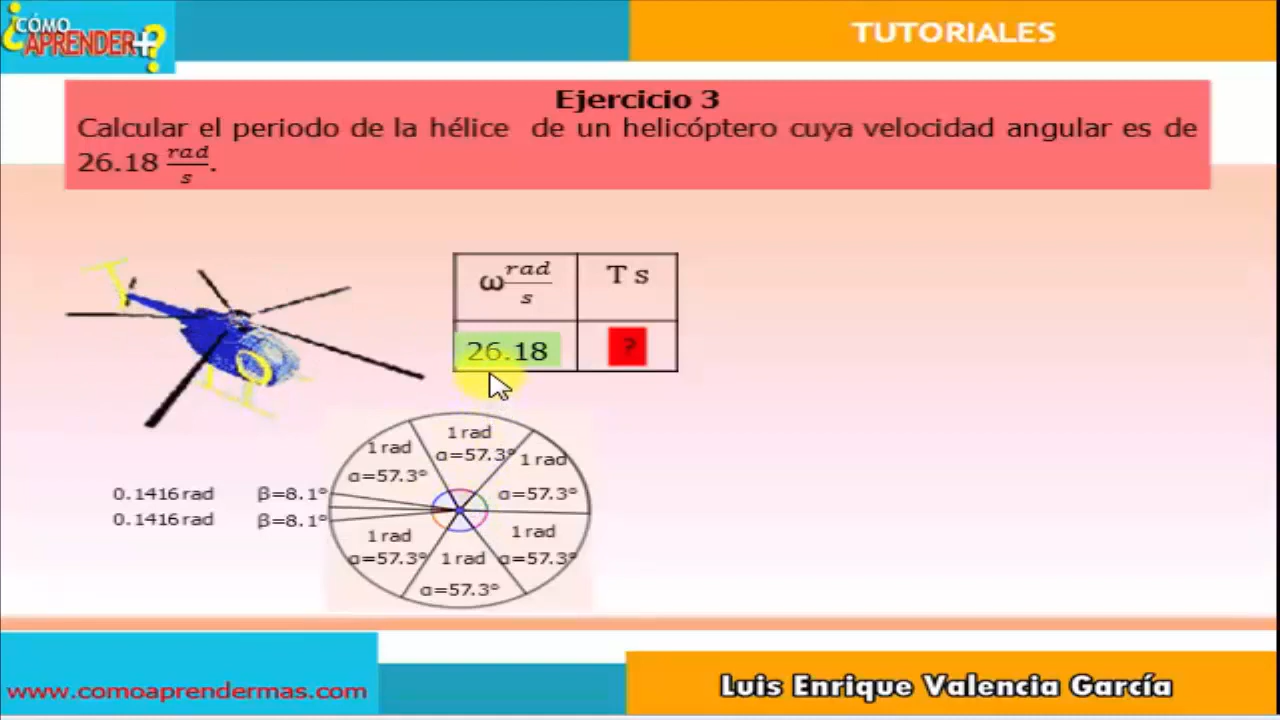 ¿CÓMO
APRENDER+?
TUTORIALES
Ejercicio 3
Calcular el periodo de la hélice de un helicóptero cuya velocidad angular es de
26.18 rad/s.
ω rad/s T s
26.18 ?
1 rad
α=57.3°
1 rad
α=57.3°
1 rad
α=57.3°
0.1416 rad β=8.1°
0.1416 rad β=8.1°
1 rad
α=57.3°
1 rad
α=57.3°
1 rad
α=57.3°
www.comoaprendermas.com
Luis Enrique Valencia García